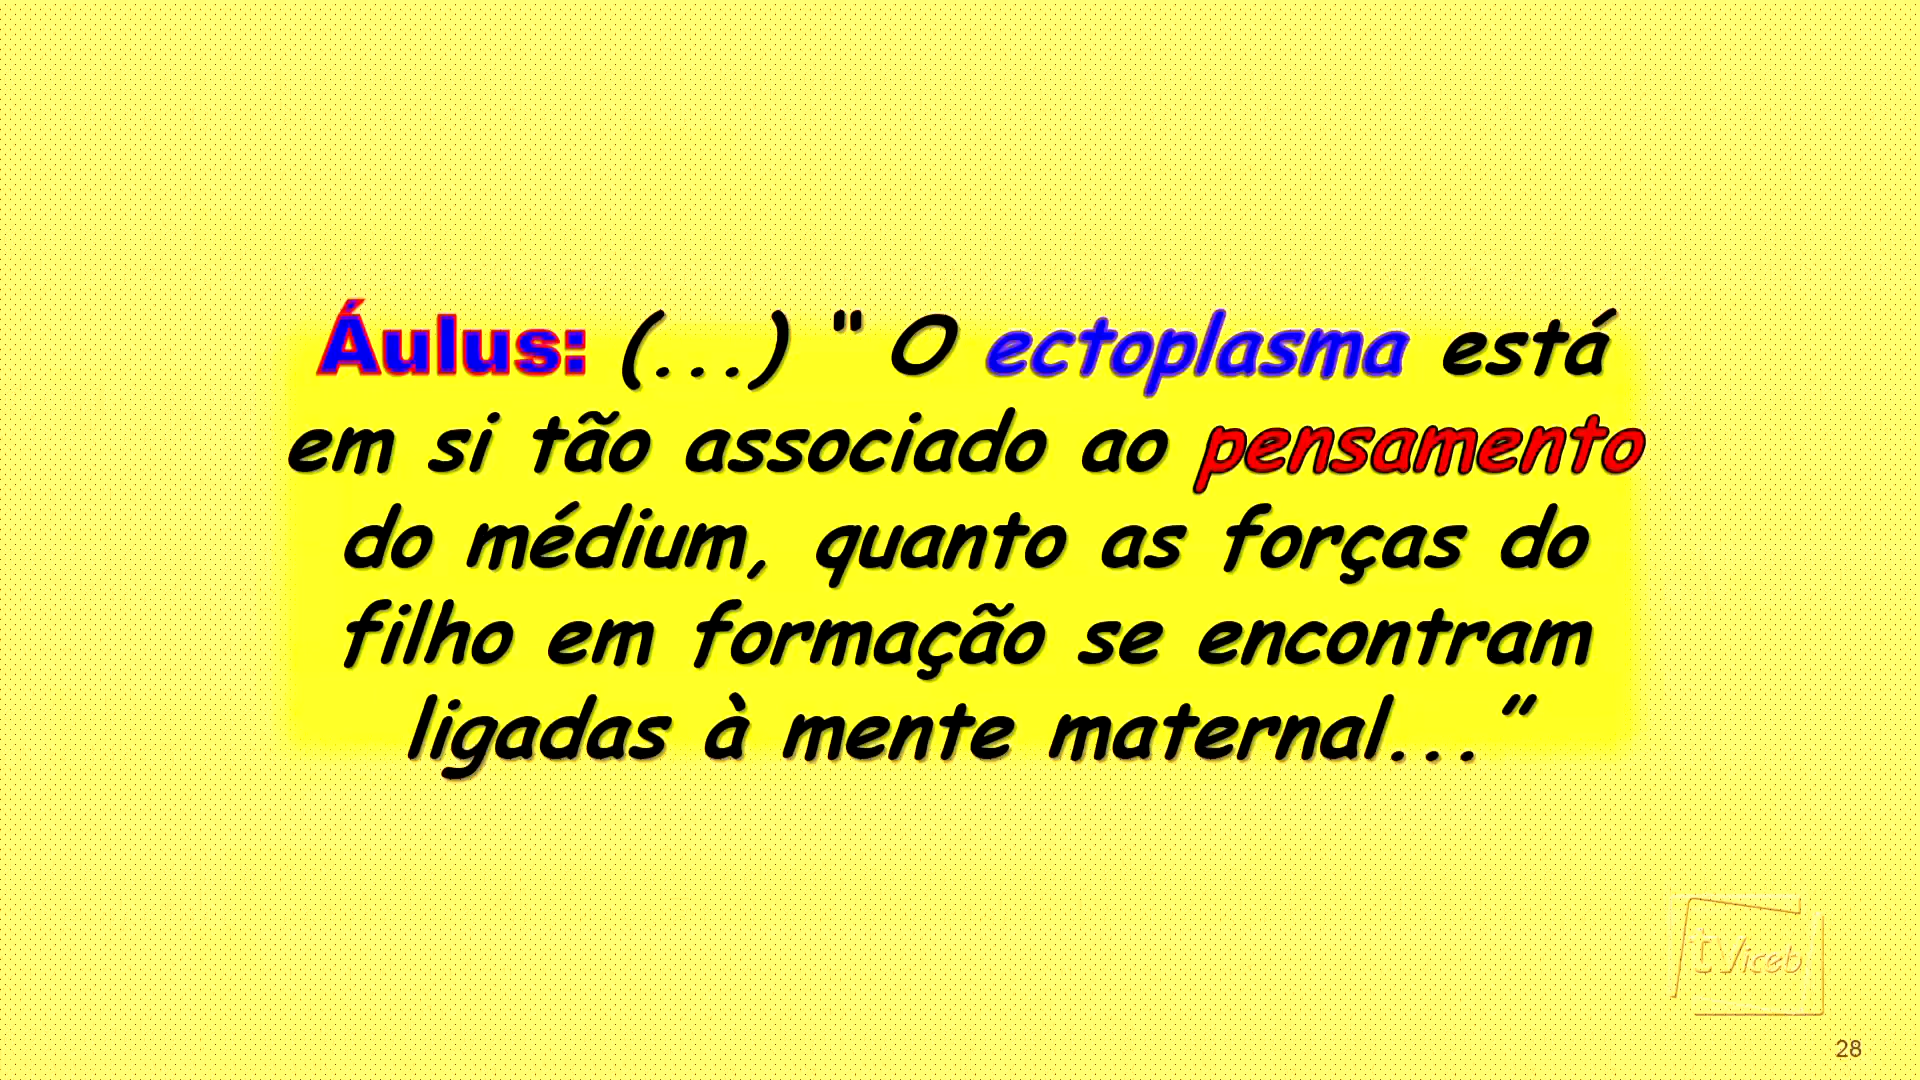 Áulus: (...) “ O ectoplasma está
em si tão associado ao pensamento
do médium, quanto as forças do
filho em formação se encontram
ligadas à mente maternal...”
tViceb
28